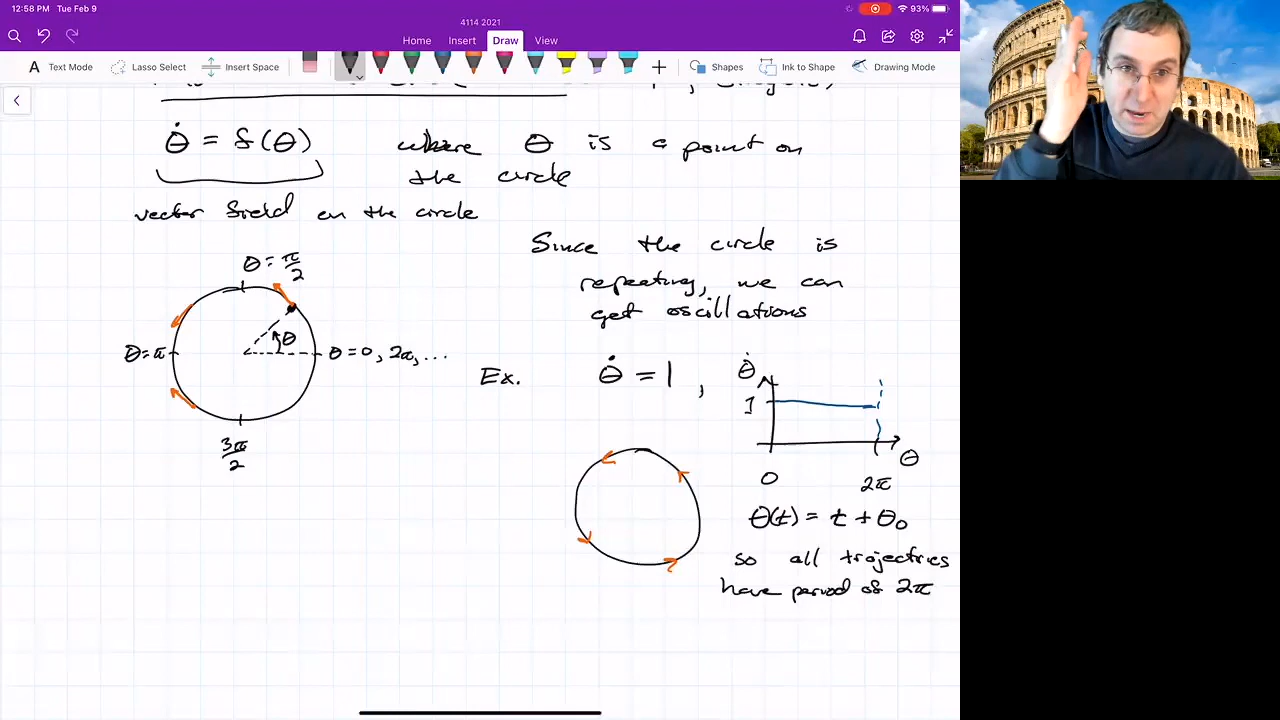 12:58 PM Tue Feb 9
93%
4114 2021
Home Insert Draw View
Text Mode Lasso Select Insert Space Shapes Ink to Shape Drawing Mode
θ̇ = f(θ) where θ is a point on
the circle
vector field on the circle
Since the circle is
repeating, we can
get oscillations
θ = π/2
θ
θ = π
θ = 0, 2π, ...
3π/2
Ex. θ̇ = 1 ,
θ̇
1
θ
0 2π
θ(t) = t + θ₀
so all trajectries
have period of 2π